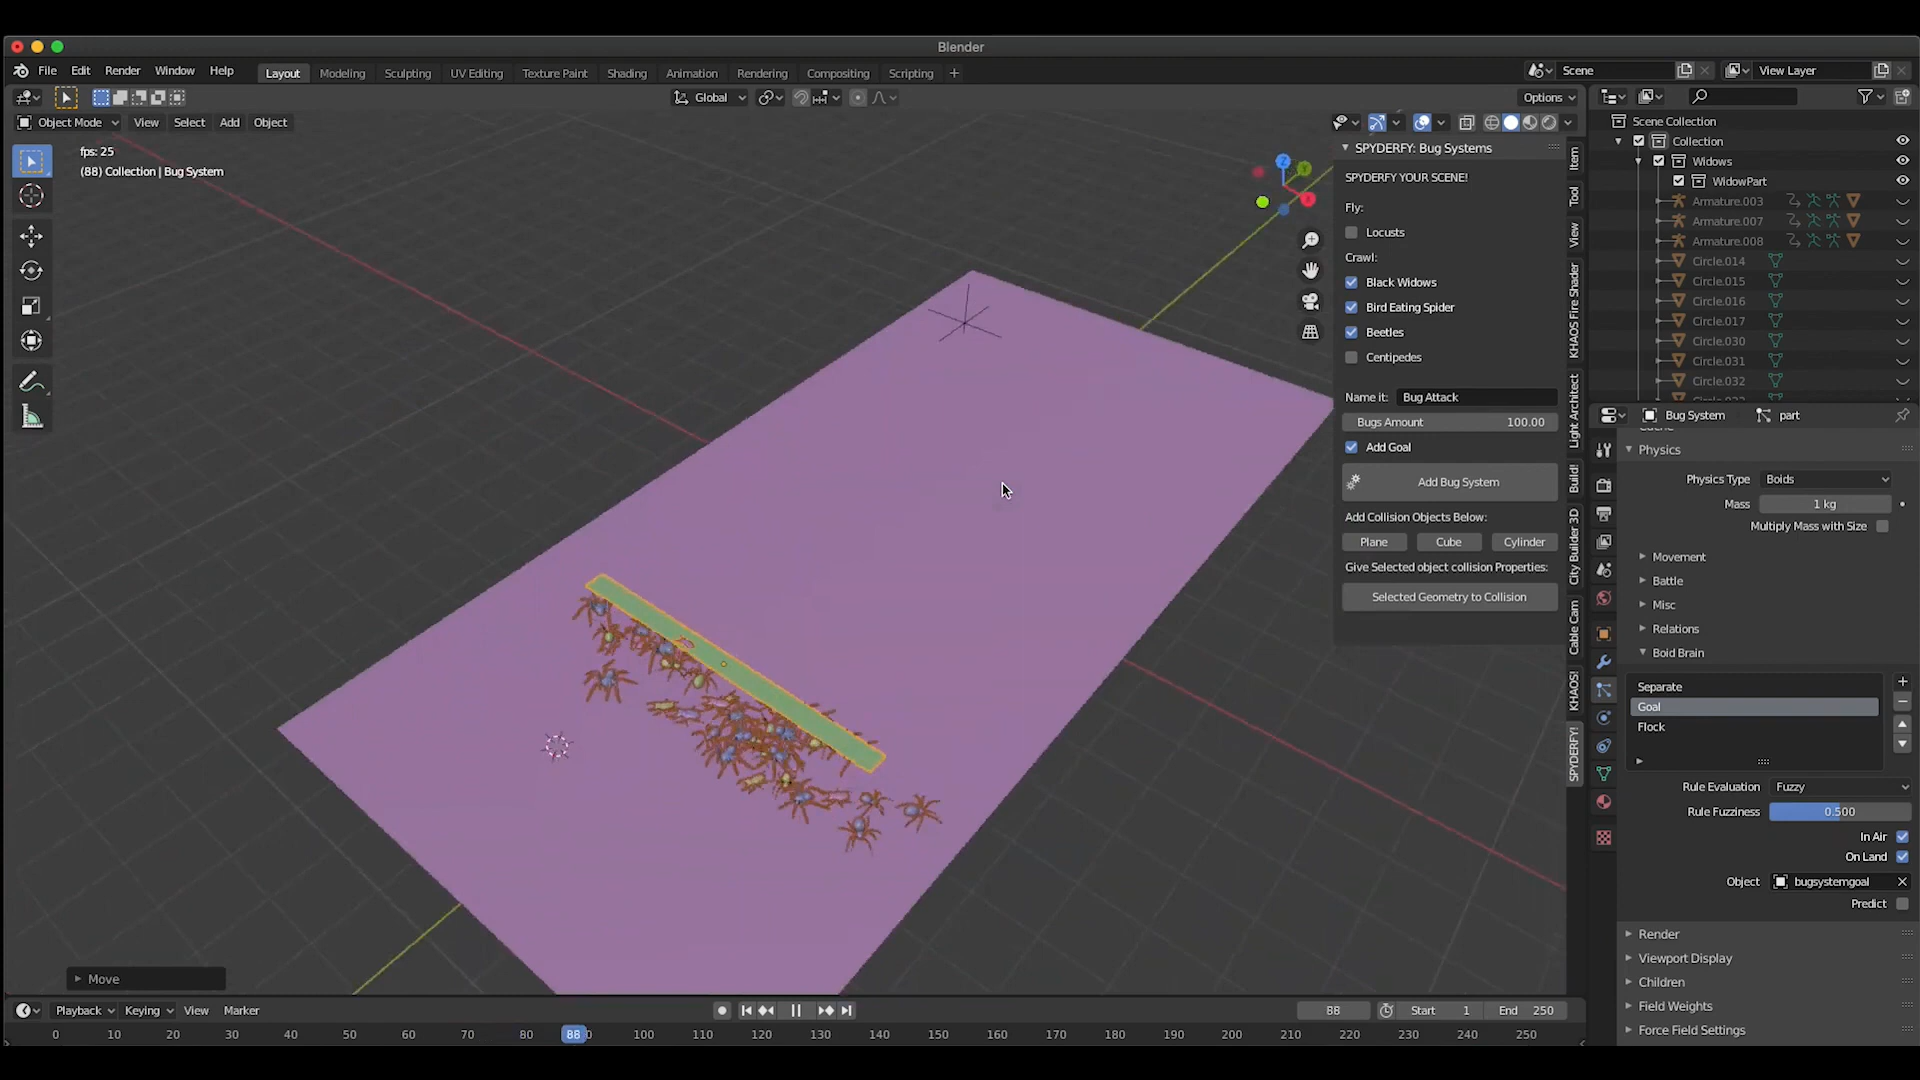 Blender
File Edit Render Window Help
Layout Modeling Sculpting UV Editing Texture Paint Shading Animation Rendering Compositing Scripting +
Scene
View Layer
Global
Options
Object Mode View Select Add Object
fps: 25
(88) Collection | Bug System
Z
Y
X
SPYDERFY: Bug Systems
SPYDERFY YOUR SCENE!
Fly:
Locusts
Crawl:
Black Widows
Bird Eating Spider
Beetles
Centipedes
Name it: Bug Attack
Bugs Amount 100.00
Add Goal
Add Bug System
Add Collision Objects Below:
Plane Cube Cylinder
Give Selected object collision Properties:
Selected Geometry to Collision
Item
Tool
View
KHAOS Fire Shader
Light Architect
Build!
City Builder 3D
Cable Cam
KHAOS!
SPYDERFY!
Scene Collection
Collection
Widows
WidowPart
Armature.003
Armature.007
Armature.008
Circle.014
Circle.015
Circle.016
Circle.017
Circle.030
Circle.031
Circle.032
Bug System part
Cache
Physics
Physics Type Boids
Mass 1 kg
Multiply Mass with Size
Movement
Battle
Misc
Relations
Boid Brain
Separate
Goal
Flock
Rule Evaluation Fuzzy
Rule Fuzziness 0.500
In Air
On Land
Object bugsystemgoal
Predict
Render
Viewport Display
Children
Field Weights
Force Field Settings
Move
Playback Keying View Marker
88 Start 1 End 250
0 10 20 30 40 50 60 70 80 88 100 110 120 130 140 150 160 170 180 190 200 210 220 230 240 250